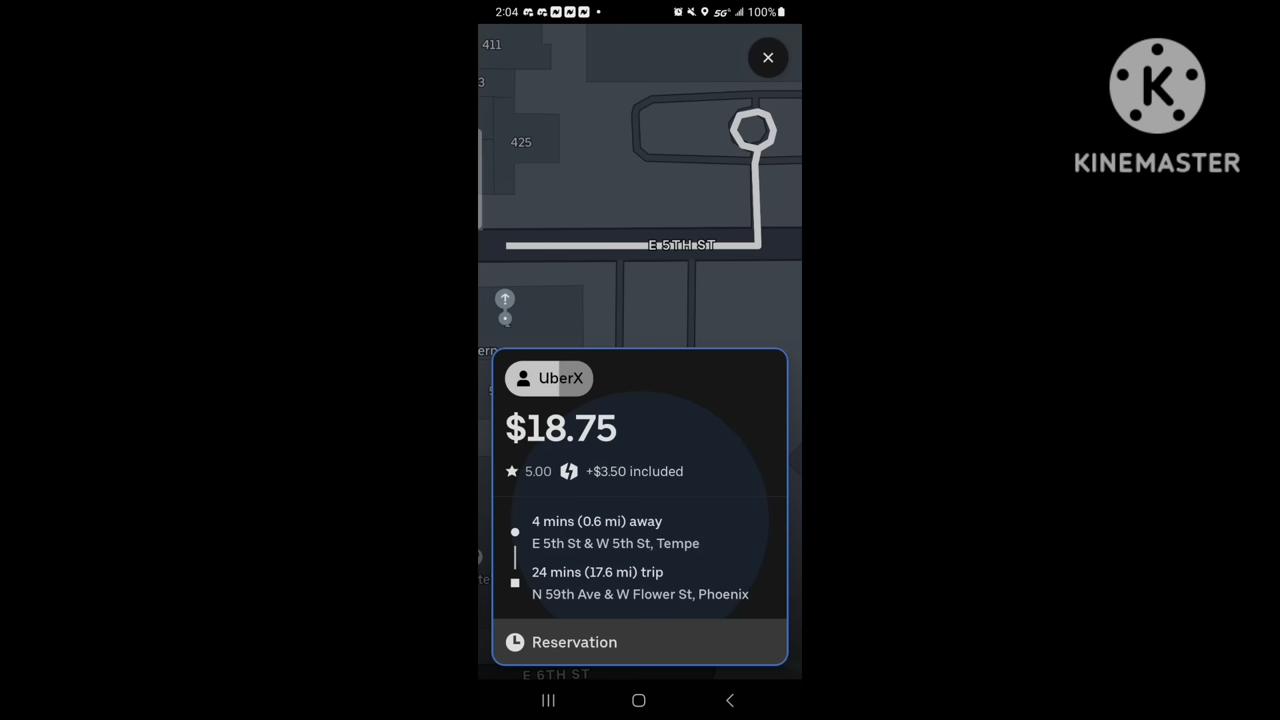 2:04
5G
100%
411
3
425
E 5TH ST
UberX
$18.75
5.00
+$3.50 included
4 mins (0.6 mi) away
E 5th St & W 5th St, Tempe
24 mins (17.6 mi) trip
N 59th Ave & W Flower St, Phoenix
Reservation
E 6TH ST
K
KINEMASTER